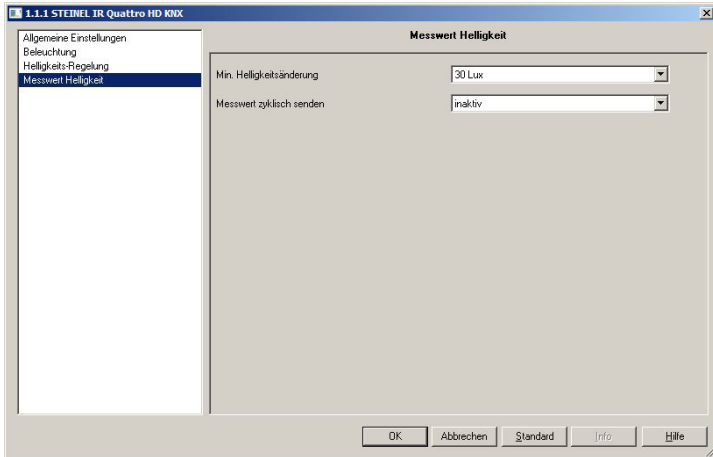 1.1.1 STEINEL IR Quattro HD KNX
Allgemeine Einstellungen
Beleuchtung
Helligkeits-Regelung
Messwert Helligkeit
Messwert Helligkeit
Min. Helligkeitsänderung
30 Lux
Messwert zyklisch senden
inaktiv
OK
Abbrechen
Standard
Info
Hilfe